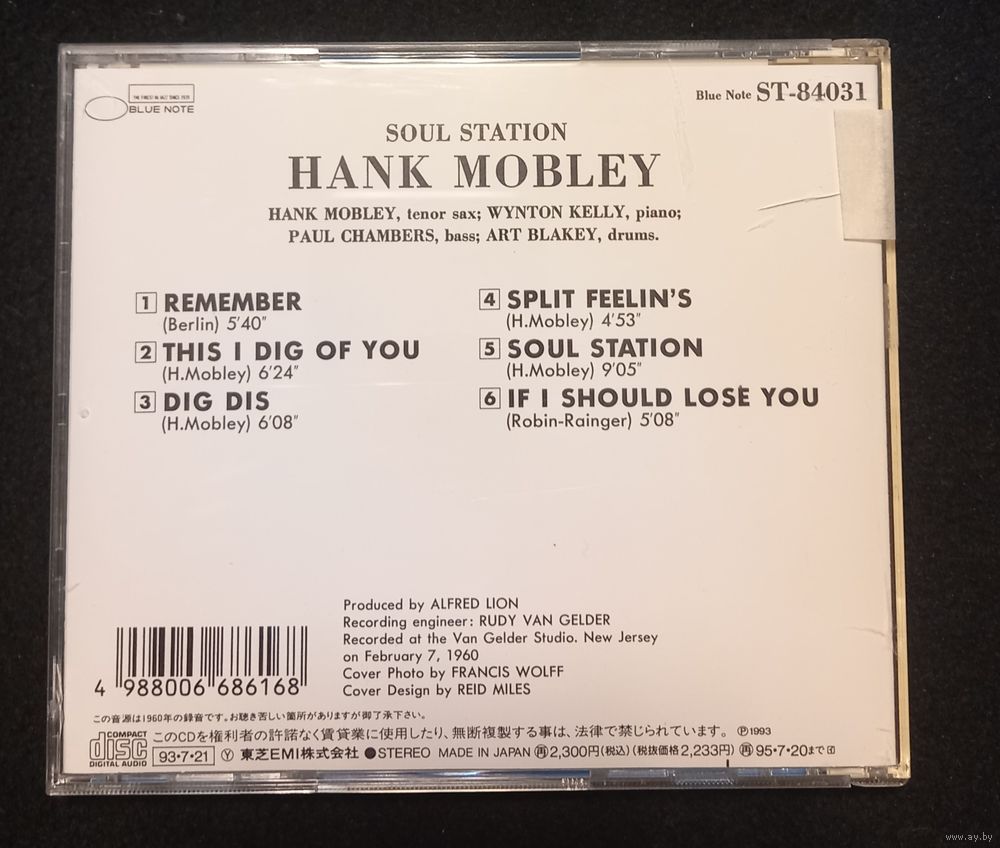 THE FINEST IN JAZZ SINCE 1939
BLUE NOTE
Blue Note ST-84031
SOUL STATION
HANK MOBLEY
HANK MOBLEY, tenor sax; WYNTON KELLY, piano;
PAUL CHAMBERS, bass; ART BLAKEY, drums.
1 REMEMBER
(Berlin) 5'40"
2 THIS I DIG OF YOU
(H.Mobley) 6'24"
3 DIG DIS
(H.Mobley) 6'08"
4 SPLIT FEELIN'S
(H.Mobley) 4'53"
5 SOUL STATION
(H.Mobley) 9'05"
6 IF I SHOULD LOSE YOU
(Robin-Rainger) 5'08"
Produced by ALFRED LION
Recording engineer: RUDY VAN GELDER
Recorded at the Van Gelder Studio. New Jersey
on February 7, 1960
Cover Photo by FRANCIS WOLFF
Cover Design by REID MILES
4 988006 686168
この音源は1960年の録音です。お聴き苦しい箇所がありますが御了承下さい。
COMPACT disc DIGITAL AUDIO
このCDを権利者の許諾なく賃貸業に使用したり、無断複製する事は、法律で禁じられています。 Ⓟ1993
93・7・21 Ⓨ 東芝EMI株式会社 ●STEREO MADE IN JAPAN 再2,300円(税込)(税抜価格2,233円) 再95・7・20まで
www.ay.by